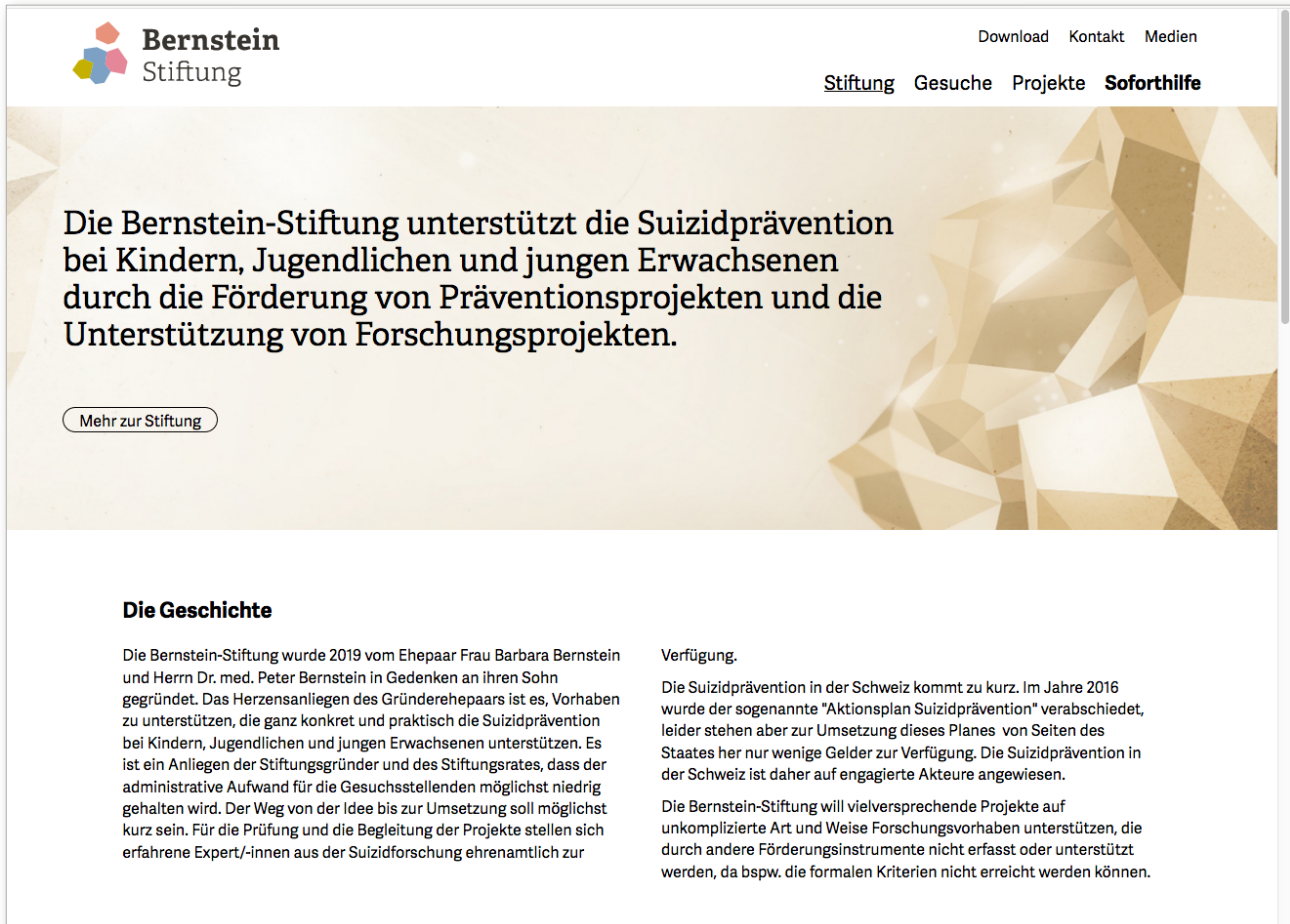 Bernstein
Stiftung
Download Kontakt Medien
Stiftung Gesuche Projekte Soforthilfe
Die Bernstein-Stiftung unterstützt die Suizidprävention
bei Kindern, Jugendlichen und jungen Erwachsenen
durch die Förderung von Präventionsprojekten und die
Unterstützung von Forschungsprojekten.
Mehr zur Stiftung
Die Geschichte
Die Bernstein-Stiftung wurde 2019 vom Ehepaar Frau Barbara Bernstein
und Herrn Dr. med. Peter Bernstein in Gedenken an ihren Sohn
gegründet. Das Herzensanliegen des Gründerehepaars ist es, Vorhaben
zu unterstützen, die ganz konkret und praktisch die Suizidprävention
bei Kindern, Jugendlichen und jungen Erwachsenen unterstützen. Es
ist ein Anliegen der Stiftungsgründer und des Stiftungsrates, dass der
administrative Aufwand für die Gesuchsstellenden möglichst niedrig
gehalten wird. Der Weg von der Idee bis zur Umsetzung soll möglichst
kurz sein. Für die Prüfung und die Begleitung der Projekte stellen sich
erfahrene Expert/-innen aus der Suizidforschung ehrenamtlich zur
Verfügung.
Die Suizidprävention in der Schweiz kommt zu kurz. Im Jahre 2016
wurde der sogenannte "Aktionsplan Suizidprävention" verabschiedet,
leider stehen aber zur Umsetzung dieses Planes von Seiten des
Staates her nur wenige Gelder zur Verfügung. Die Suizidprävention in
der Schweiz ist daher auf engagierte Akteure angewiesen.
Die Bernstein-Stiftung will vielversprechende Projekte auf
unkomplizierte Art und Weise Forschungsvorhaben unterstützen, die
durch andere Förderungsinstrumente nicht erfasst oder unterstützt
werden, da bspw. die formalen Kriterien nicht erreicht werden können.